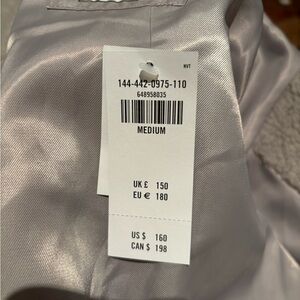 NVT
144-442-0975-110
648958035
MEDIUM
UK £ 150
EU € 180
US $ 160
CAN $ 198